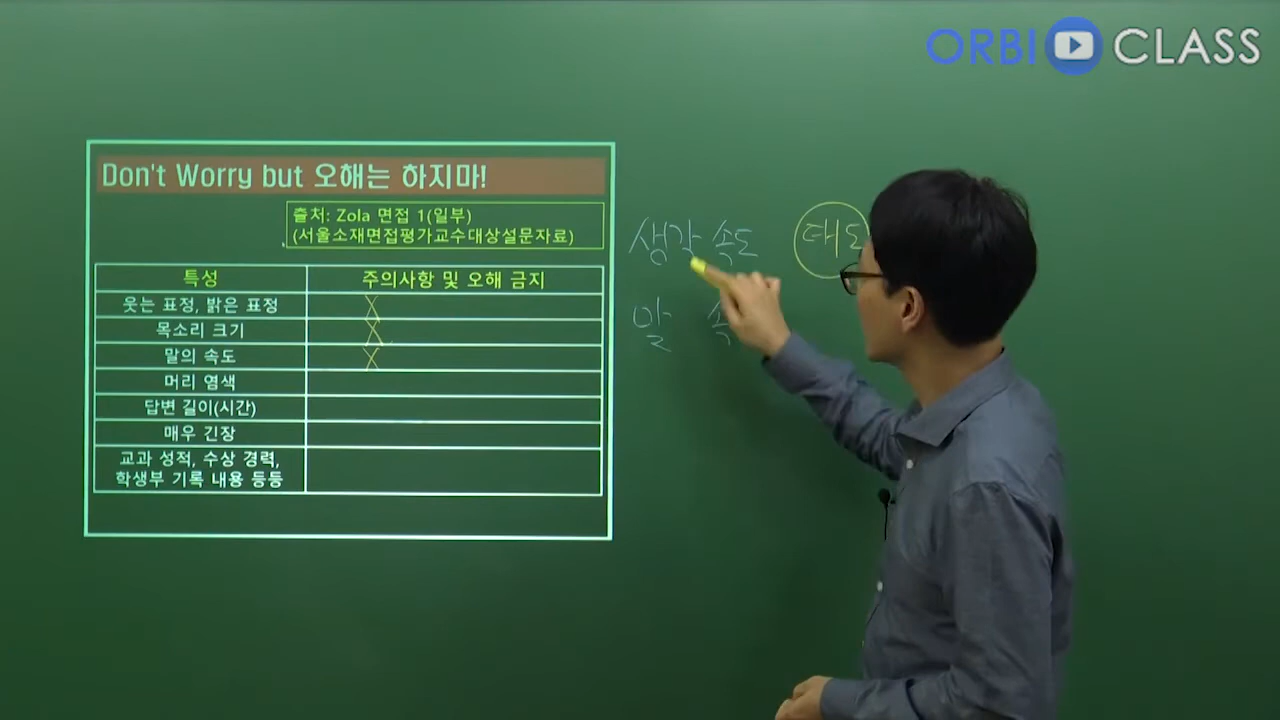 ORBI CLASS
Don't Worry but 오해는 하지마!
출처: Zola 면접 1(일부)
(서울소재면접평가교수대상설문자료)
특성 주의사항 및 오해 금지
웃는 표정, 밝은 표정 X
목소리 크기 X
말의 속도 X
머리 염색
답변 길이(시간)
매우 긴장
교과 성적, 수상 경력,
학생부 기록 내용 등등
생각 속도
말